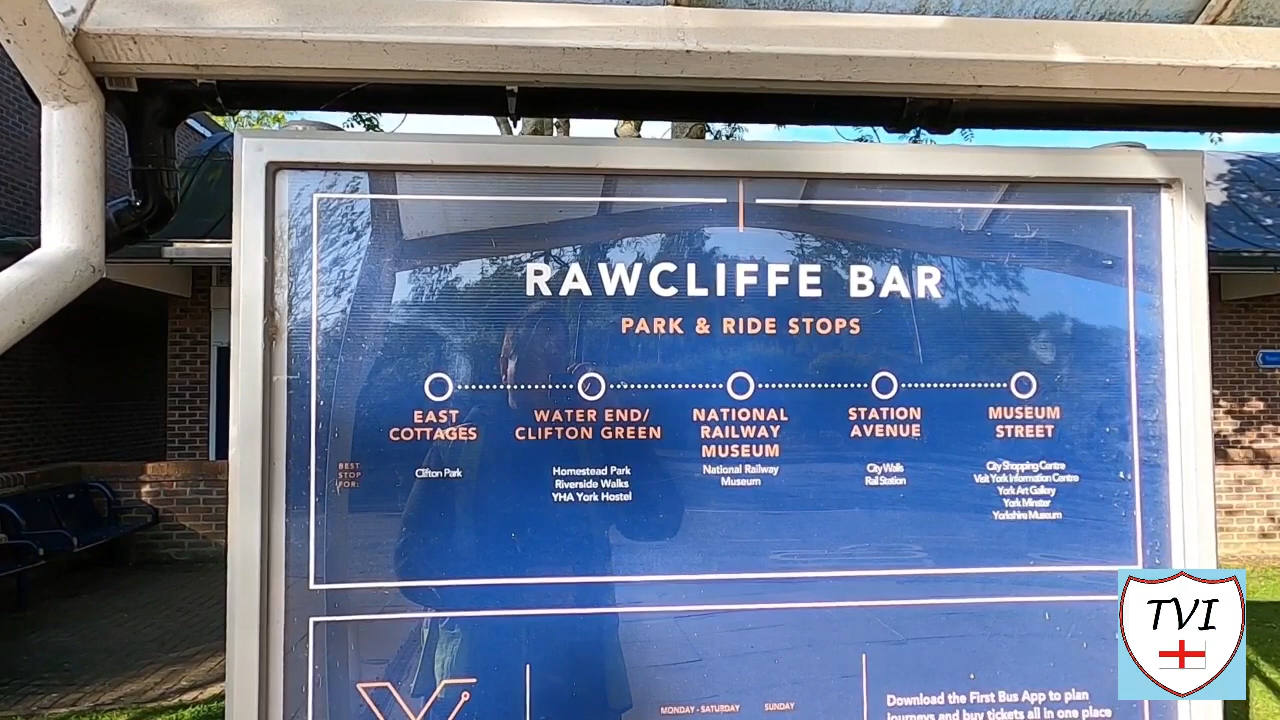 RAWCLIFFE BAR
PARK & RIDE STOPS
EAST
COTTAGES
WATER END/
CLIFTON GREEN
NATIONAL
RAILWAY
MUSEUM
STATION
AVENUE
MUSEUM
STREET
BEST
STOP
FOR:
Clifton Park
Homestead Park
Riverside Walks
YHA York Hostel
National Railway
Museum
City Walls
Rail Station
City Shopping Centre
Visit York Information Centre
York Art Gallery
York Minster
Yorkshire Museum
MONDAY - SATURDAY
SUNDAY
Download the First Bus App to plan
journeys and buy tickets all in one place
TVI